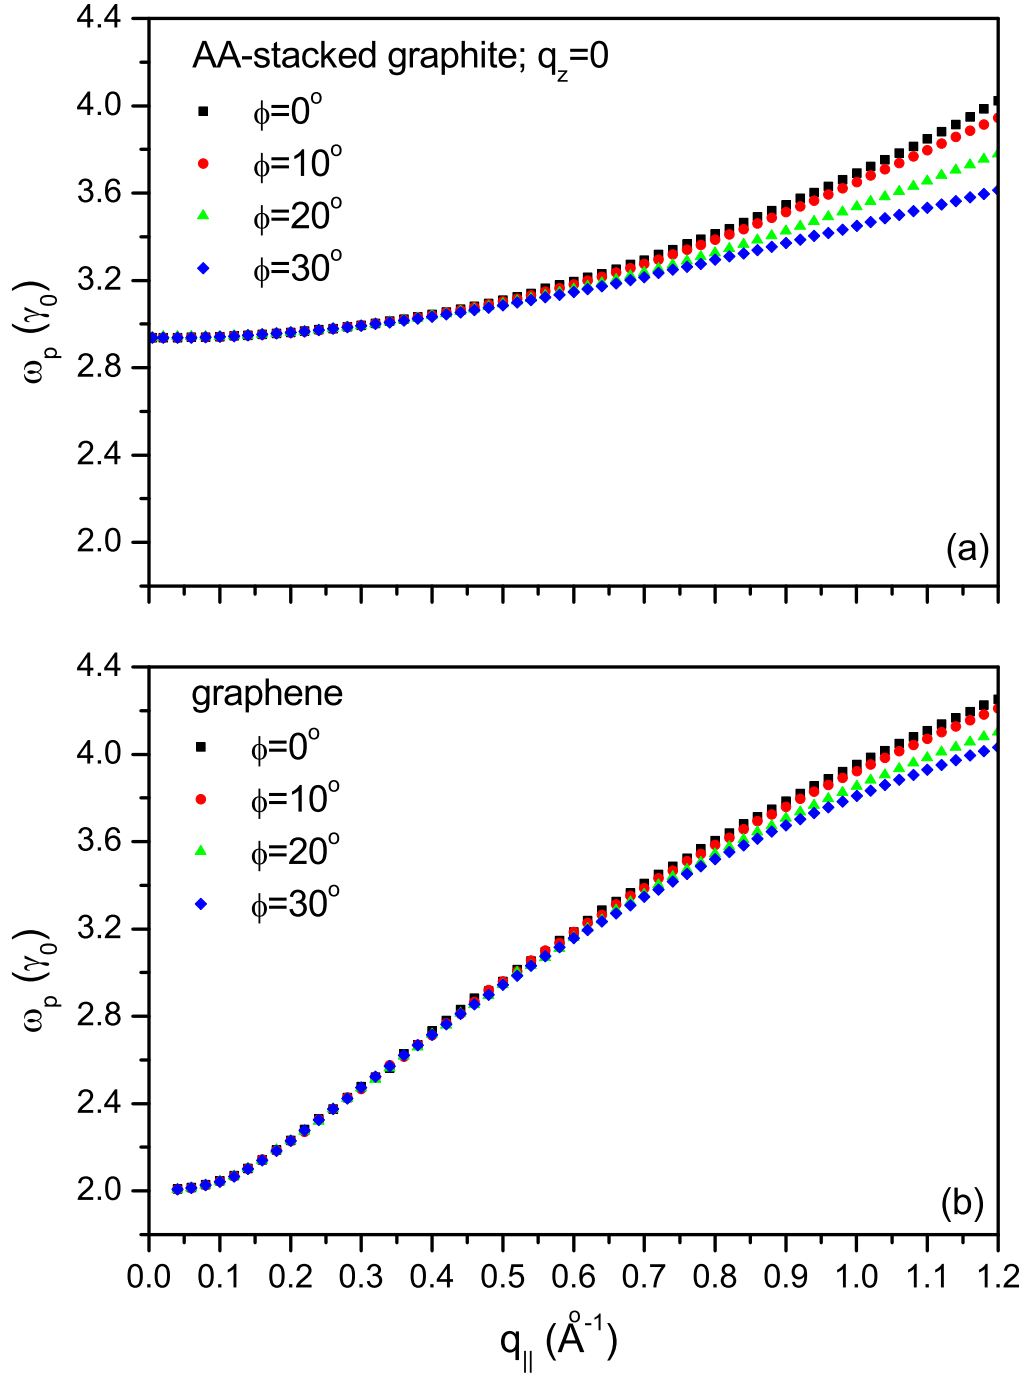 4.4
AA-stacked graphite; q_z=0
ϕ=0°
ϕ=10°
ϕ=20°
ϕ=30°
4.0
3.6
3.2
2.8
2.4
2.0
ω_p (γ_0)
(a)
4.4
graphene
ϕ=0°
ϕ=10°
ϕ=20°
ϕ=30°
4.0
3.6
3.2
2.8
2.4
2.0
ω_p (γ_0)
(b)
0.0 0.1 0.2 0.3 0.4 0.5 0.6 0.7 0.8 0.9 1.0 1.1 1.2
q_|| (Å^-1)